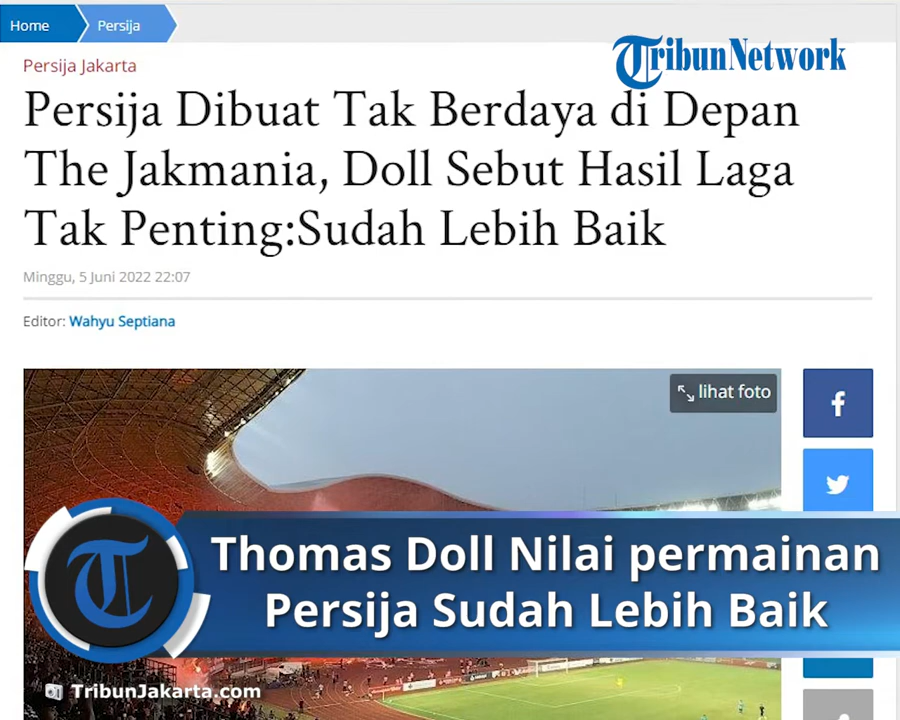 Home Persija
TribunNetwork
Persija Jakarta
Persija Dibuat Tak Berdaya di Depan
The Jakmania, Doll Sebut Hasil Laga
Tak Penting:Sudah Lebih Baik
Minggu, 5 Juni 2022 22:07
Editor: Wahyu Septiana
lihat foto
Thomas Doll Nilai permainan
Persija Sudah Lebih Baik
TribunJakarta.com